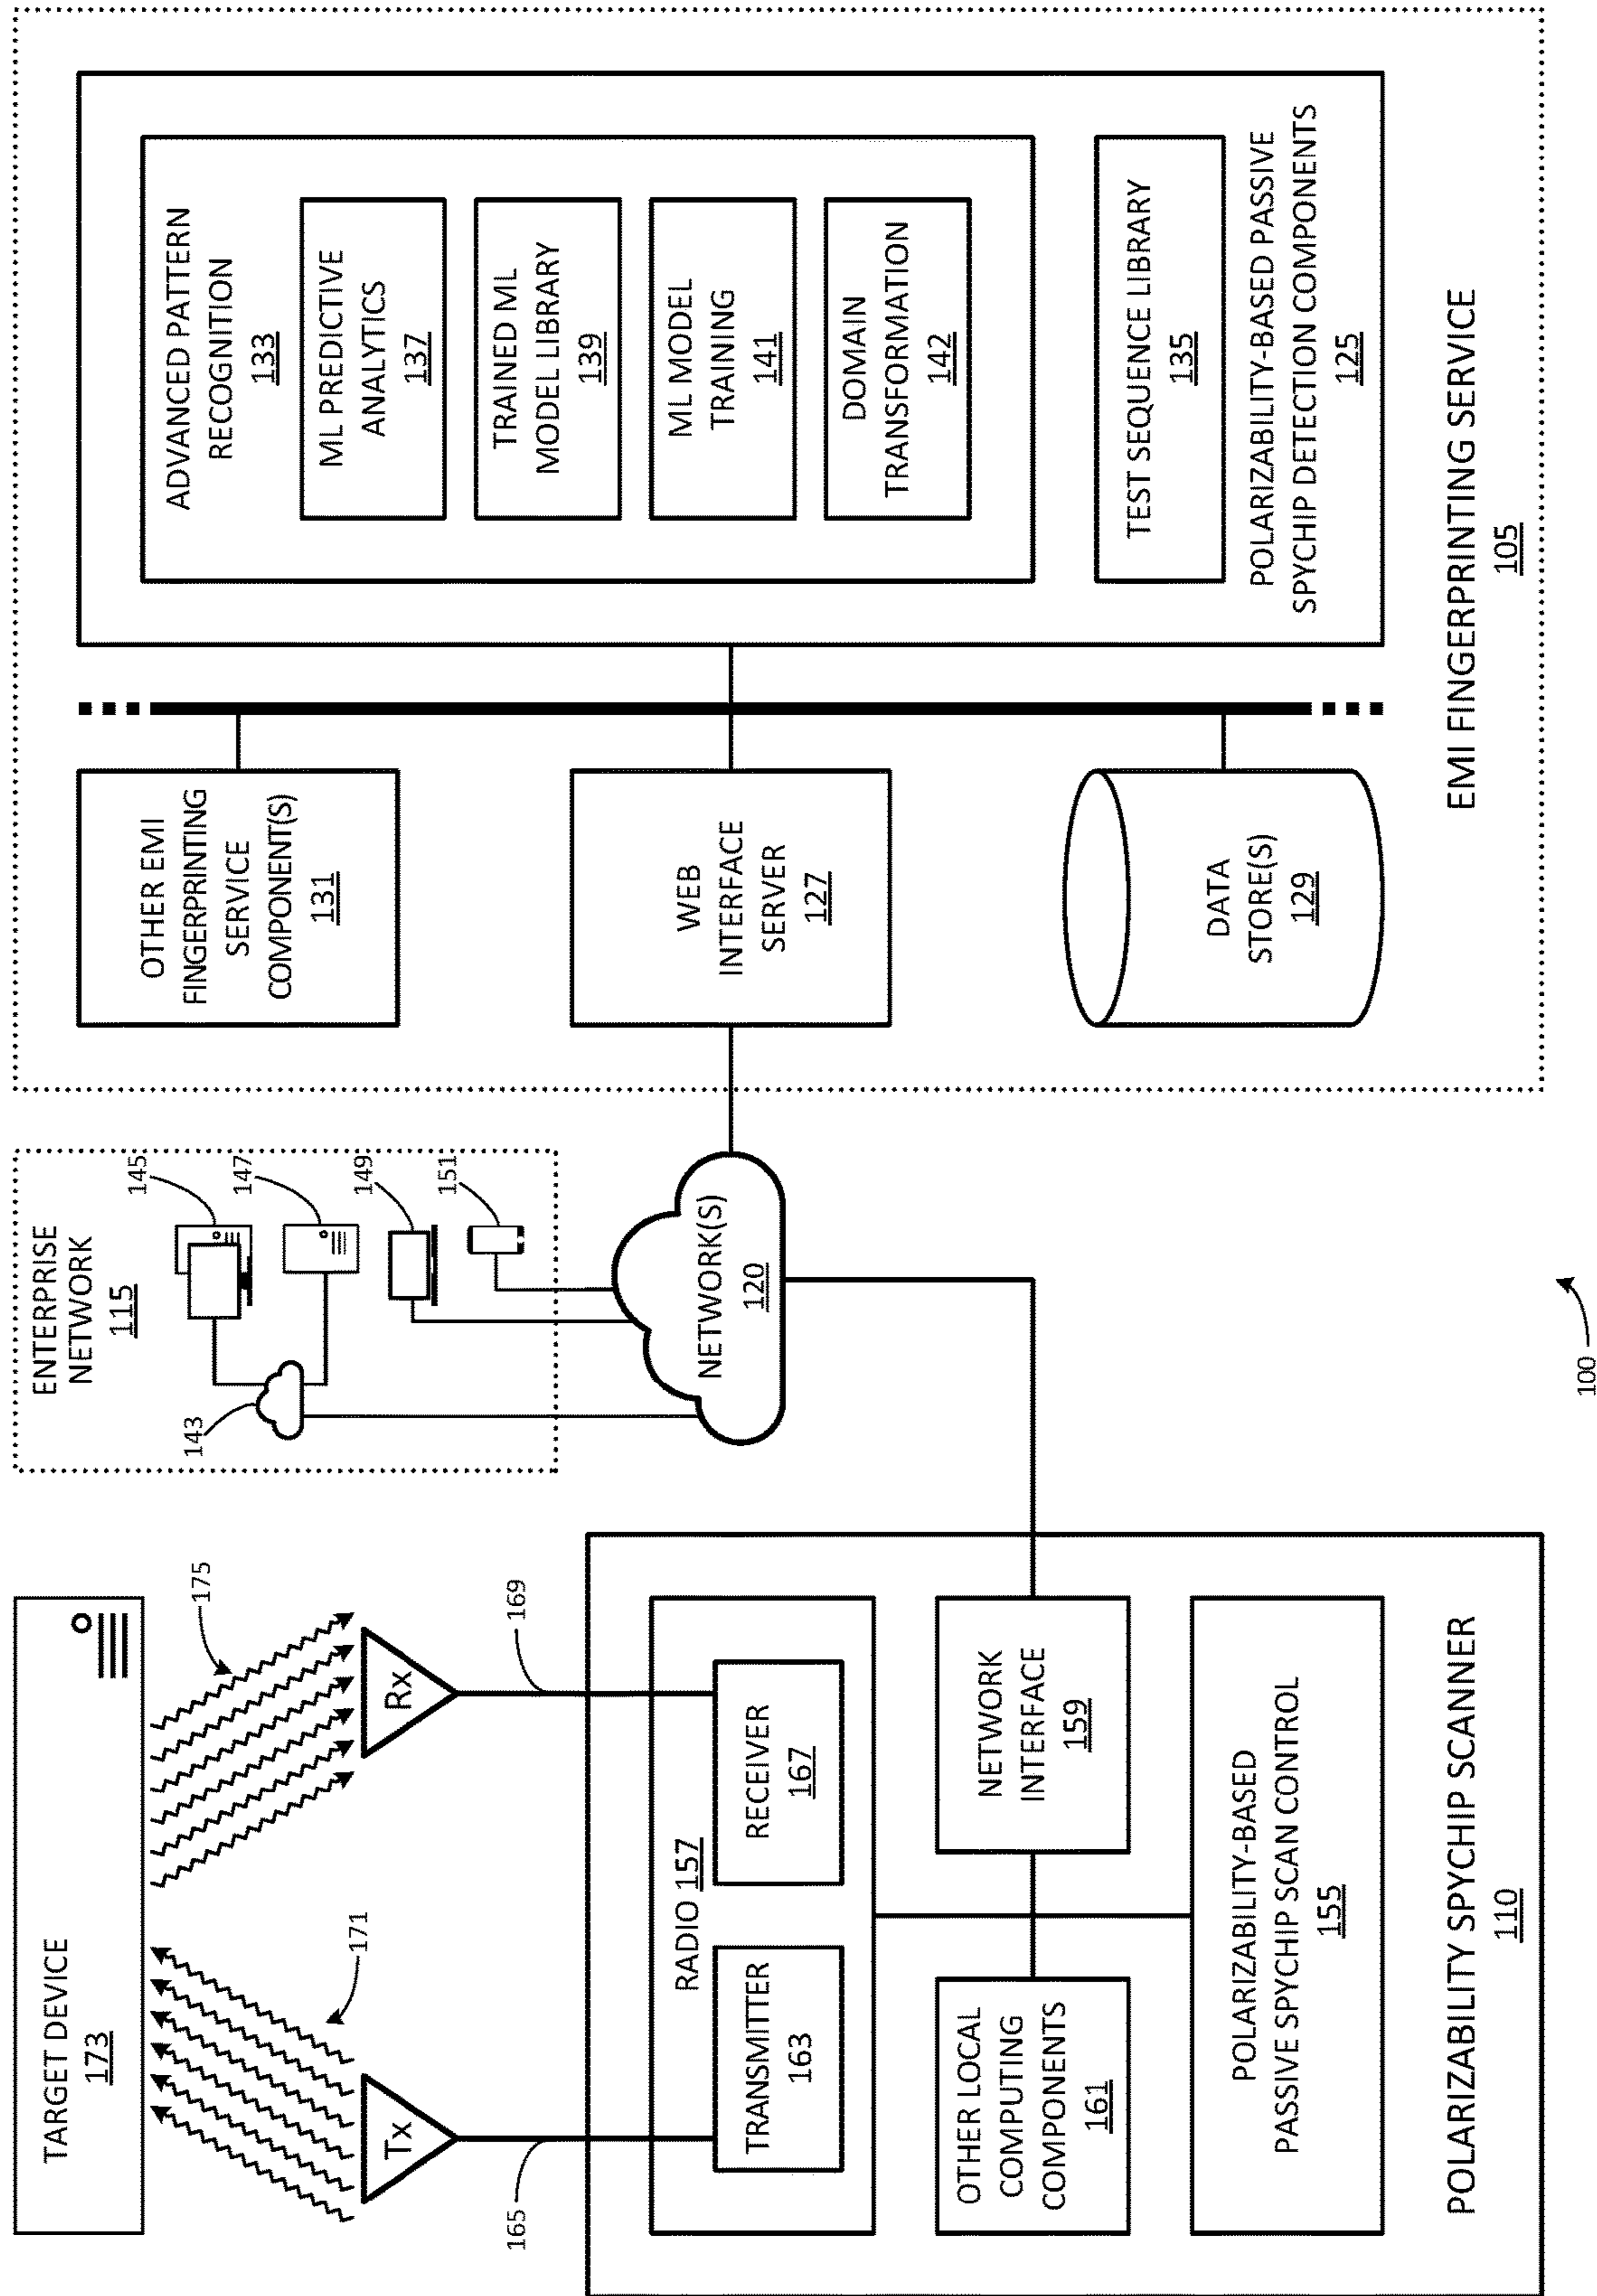 TARGET DEVICE
173
175
171
Tx
Rx
165
169
RADIO 157
TRANSMITTER
163
RECEIVER
167
OTHER LOCAL
COMPUTING
COMPONENTS
161
NETWORK
INTERFACE
159
POLARIZABILITY-BASED
PASSIVE SPYCHIP SCAN CONTROL
155
POLARIZABILITY SPYCHIP SCANNER
110
ENTERPRISE
NETWORK
115
143
145
147
149
151
NETWORK(S)
120
100
OTHER EMI
FINGERPRINTING
SERVICE
COMPONENT(S)
131
WEB
INTERFACE
SERVER
127
DATA
STORE(S)
129
ADVANCED PATTERN
RECOGNITION
133
ML PREDICTIVE
ANALYTICS
137
TRAINED ML
MODEL LIBRARY
139
ML MODEL
TRAINING
141
DOMAIN
TRANSFORMATION
142
TEST SEQUENCE LIBRARY
135
POLARIZABILITY-BASED PASSIVE
SPYCHIP DETECTION COMPONENTS
125
EMI FINGERPRINTING SERVICE
105